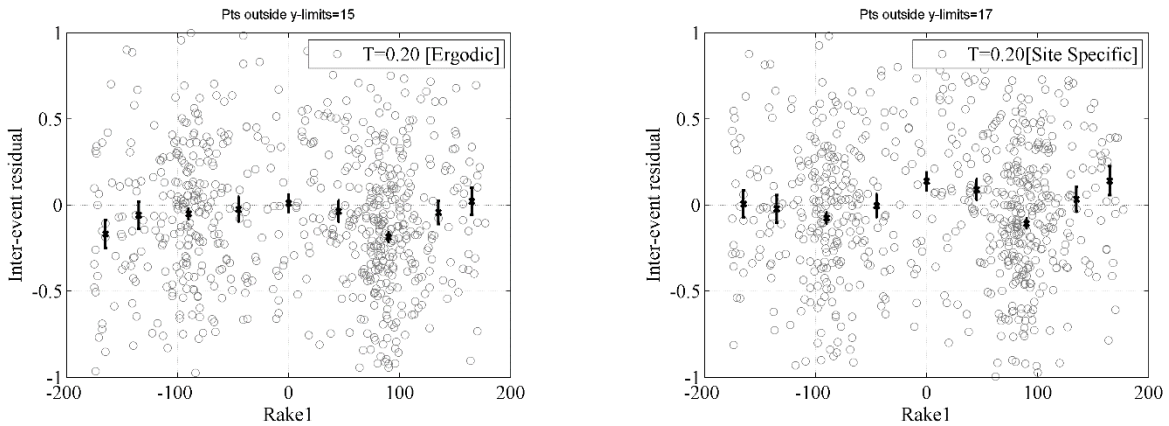 Pts outside y-limits=15
1
T=0.20 [Ergodic]
0.5
Inter-event residual
0
-0.5
-1
-200
-100
0
100
200
Rake1
Pts outside y-limits=17
1
T=0.20[Site Specific]
0.5
Inter-event residual
0
-0.5
-1
-200
-100
0
100
200
Rake1